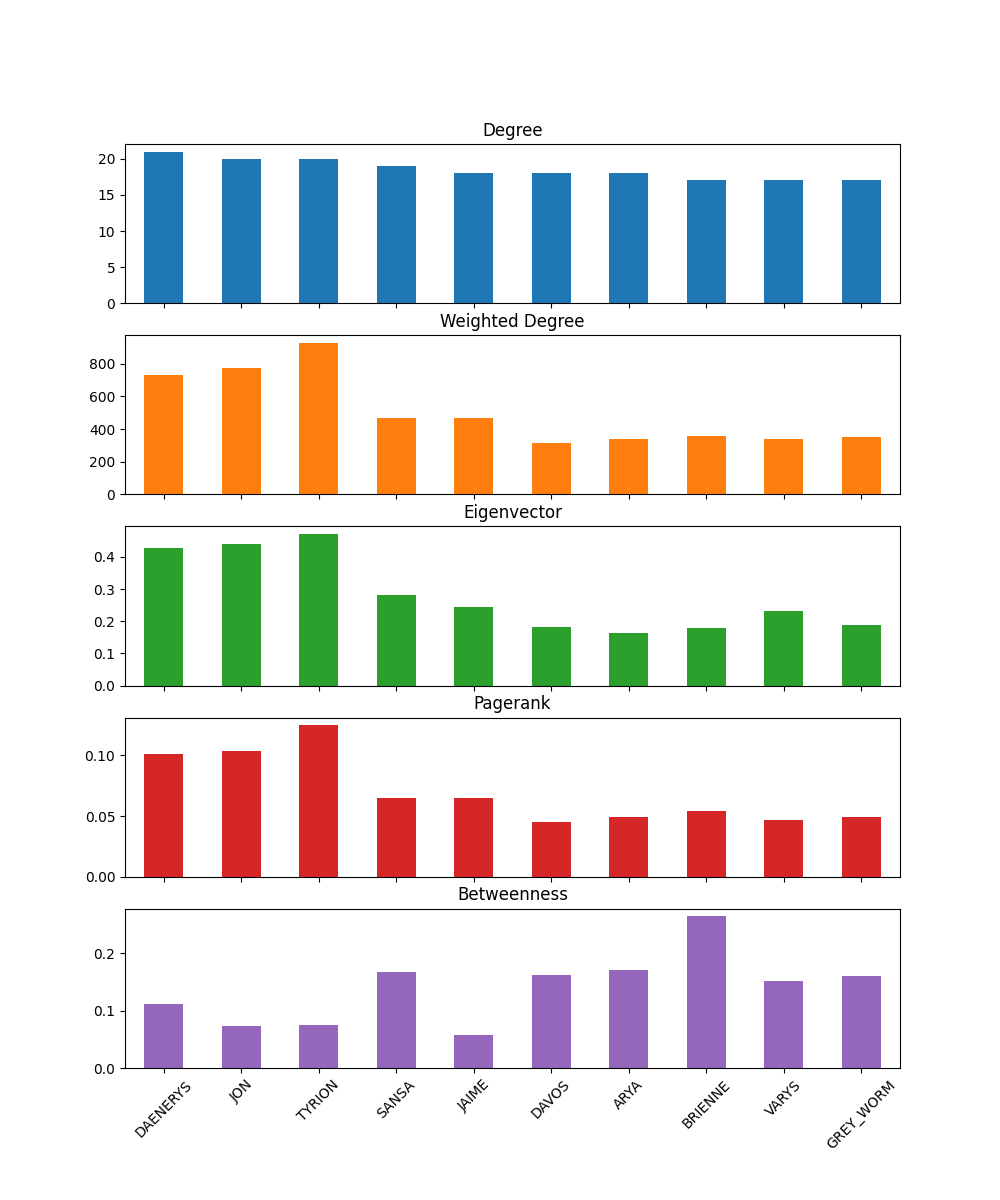 Degree
20
15
10
5
0
Weighted Degree
800
600
400
200
0
Eigenvector
0.4
0.3
0.2
0.1
0.0
Pagerank
0.10
0.05
0.00
Betweenness
0.2
0.1
0.0
DAENERYS
JON
TYRION
SANSA
JAIME
DAVOS
ARYA
BRIENNE
VARYS
GREY_WORM